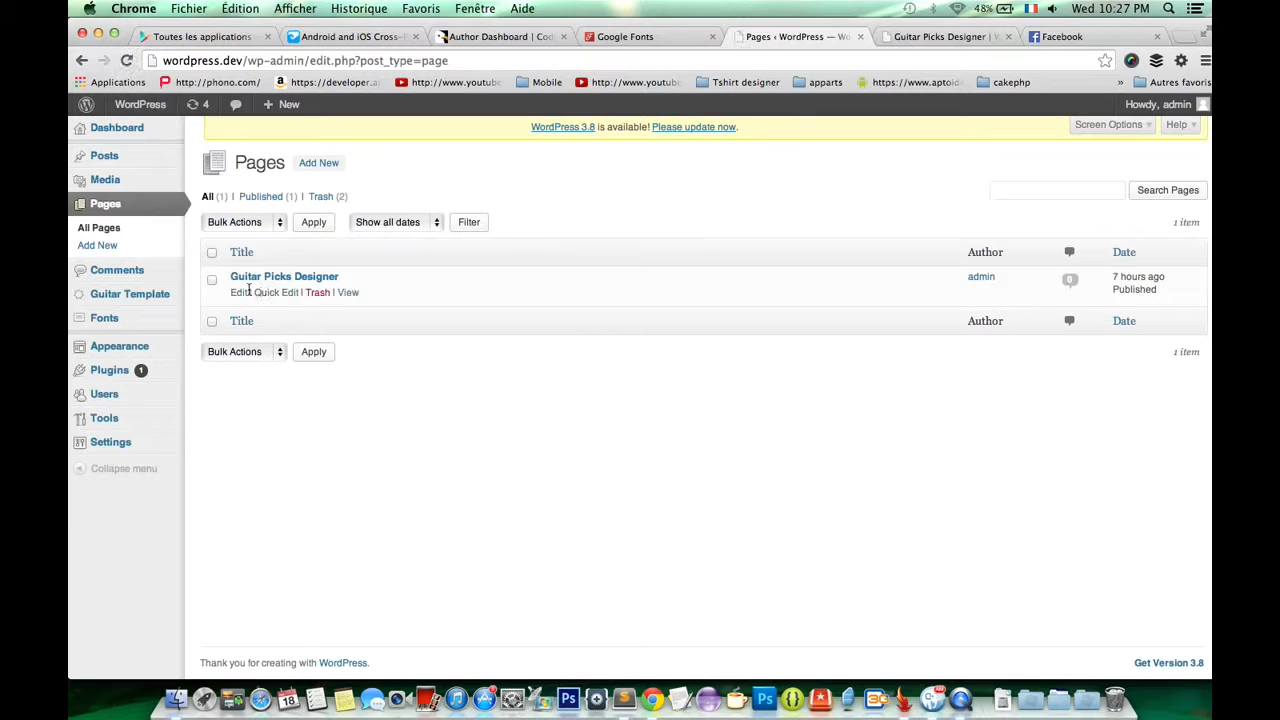 Chrome Fichier Édition Afficher Historique Favoris Fenêtre Aide 48% Wed 10:27 PM
Toutes les applications Android and iOS Cross-I Author Dashboard | Cod Google Fonts Pages ‹ WordPress — Wo Guitar Picks Designer | W Facebook
wordpress.dev/wp-admin/edit.php?post_type=page
Applications http://phono.com/ https://developer.an http://www.youtube Mobile http://www.youtube Tshirt designer apparts https://www.aptoide cakephp » Autres favoris
WordPress 4 + New Howdy, admin
WordPress 3.8 is available! Please update now. Screen Options Help
Dashboard
Posts
Media
Pages
All Pages
Add New
Comments
Guitar Template
Fonts
Appearance
Plugins 1
Users
Tools
Settings
Collapse menu
Pages Add New
All (1) | Published (1) | Trash (2)
Search Pages
Bulk Actions Apply Show all dates Filter 1 item
Title Author Date
Guitar Picks Designer admin 0 7 hours ago
Published
Edit Quick Edit | Trash | View
Title Author Date
Bulk Actions Apply 1 item
Thank you for creating with WordPress. Get Version 3.8
18